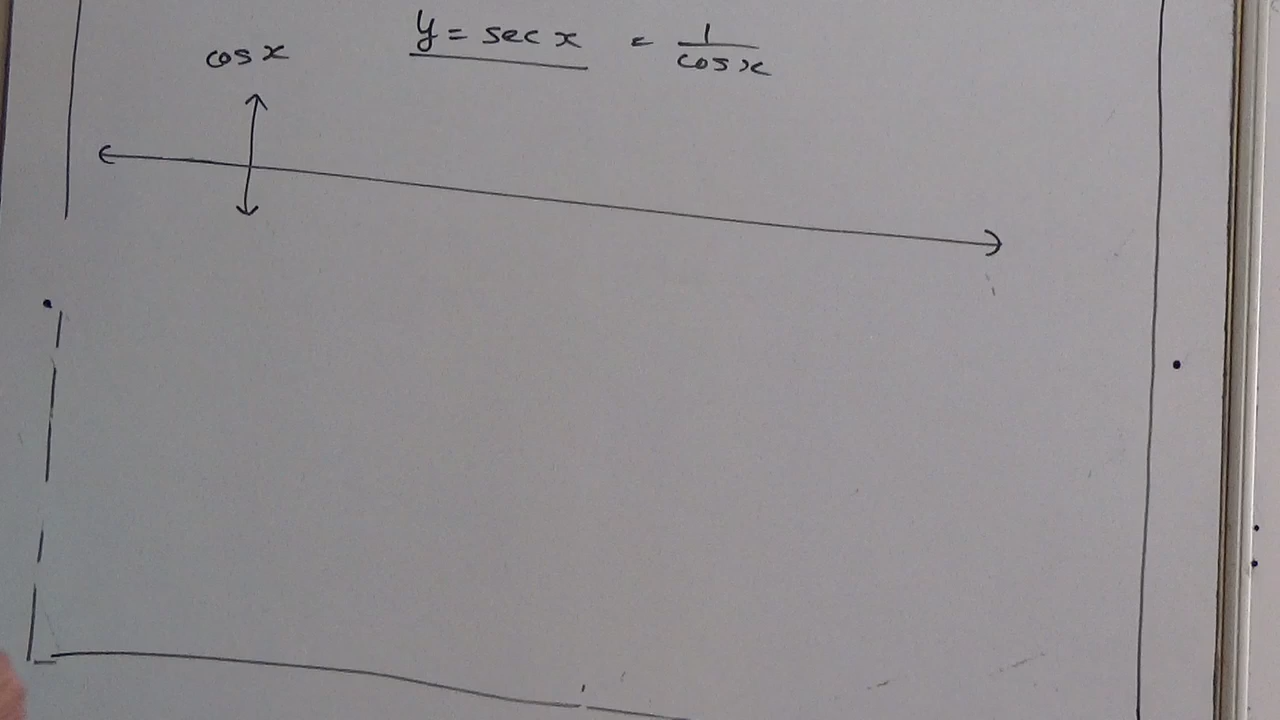 y = sec x = 1/cos x
cos x